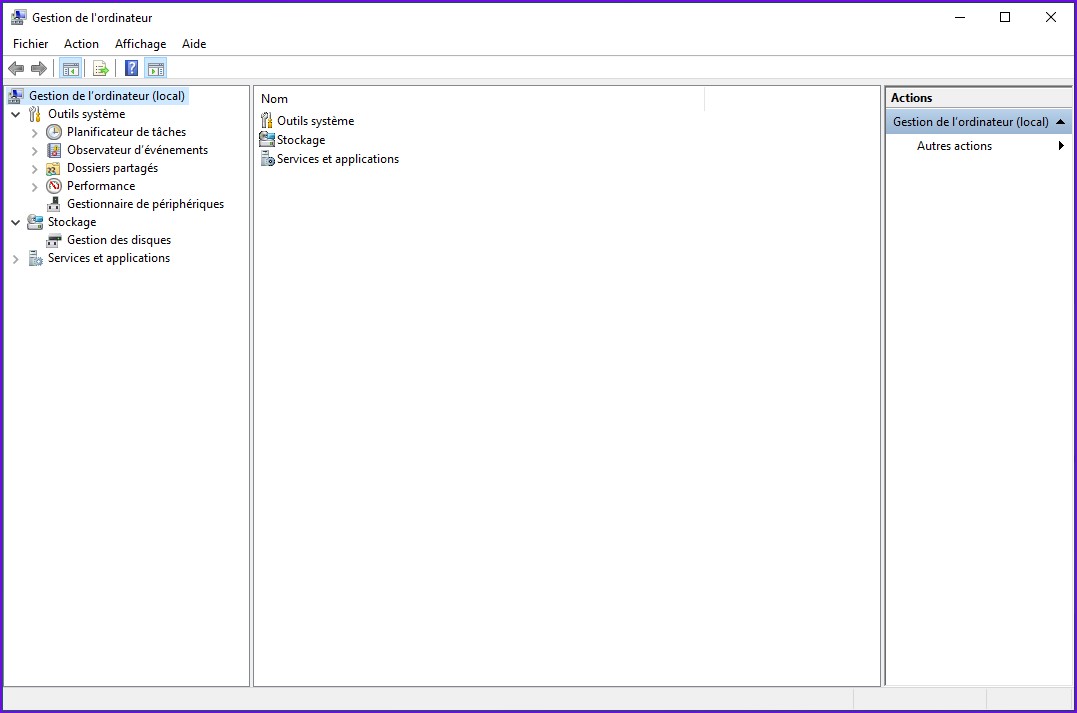 Gestion de l'ordinateur
Fichier Action Affichage Aide
?
Gestion de l'ordinateur (local)
Outils système
Planificateur de tâches
Observateur d'événements
Dossiers partagés
Performance
Gestionnaire de périphériques
Stockage
Gestion des disques
Services et applications
Nom
Outils système
Stockage
Services et applications
Actions
Gestion de l'ordinateur (local)
Autres actions